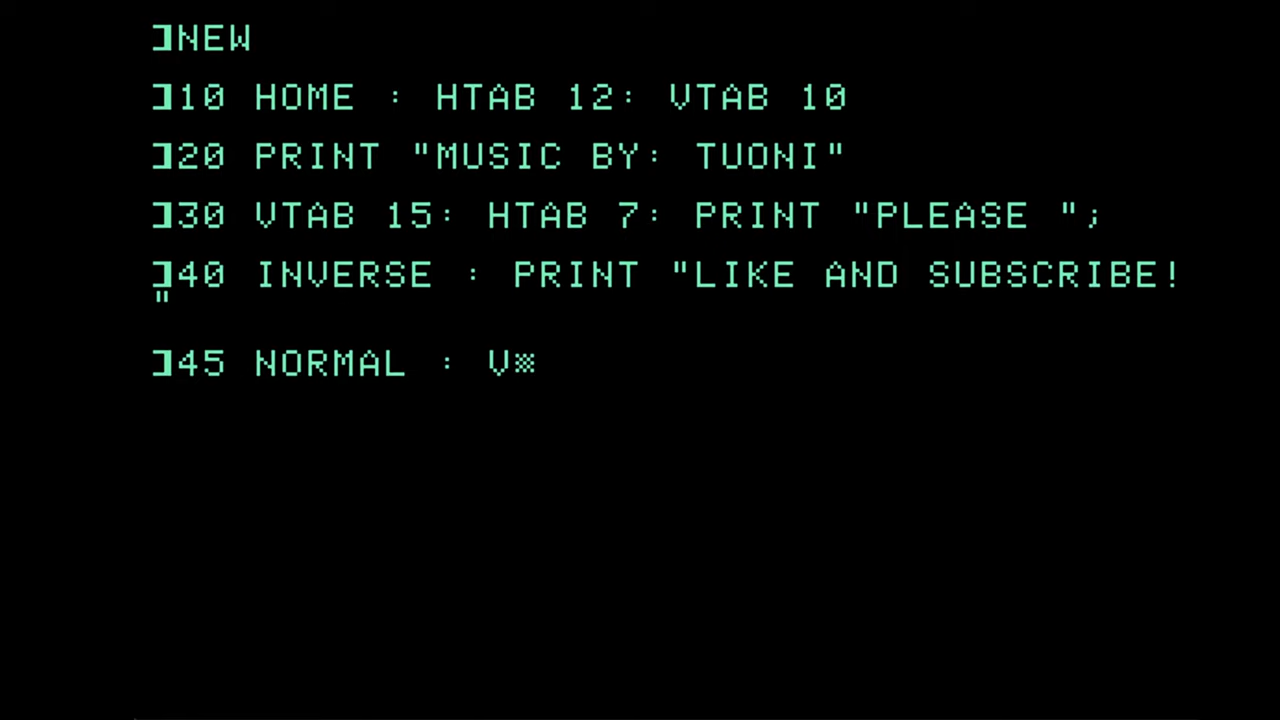 ]NEW
]10 HOME : HTAB 12: VTAB 10
]20 PRINT "MUSIC BY: TUONI"
]30 VTAB 15: HTAB 7: PRINT "PLEASE ";
]40 INVERSE : PRINT "LIKE AND SUBSCRIBE!
"
]45 NORMAL : V